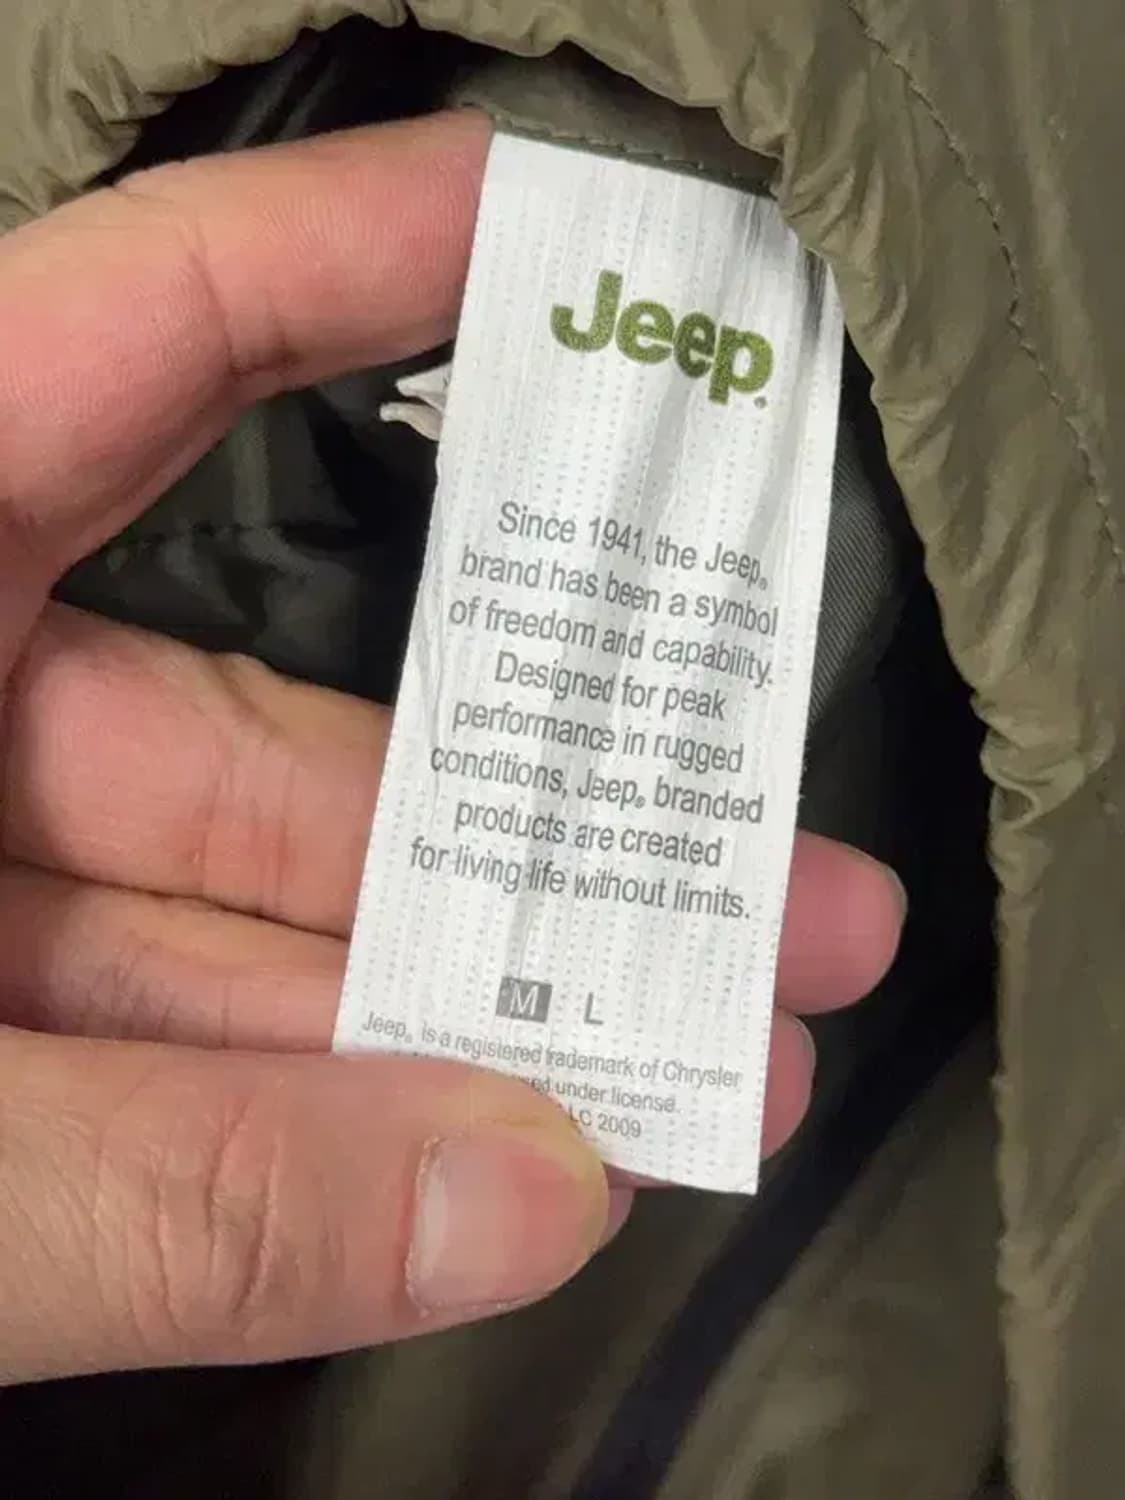 Jeep®
Since 1941, the Jeep®
brand has been a symbol
of freedom and capability.
Designed for peak
performance in rugged
conditions, Jeep® branded
products are created
for living life without limits.
M L
Jeep® is a registered trademark of Chrysler
under license.
LC 2009